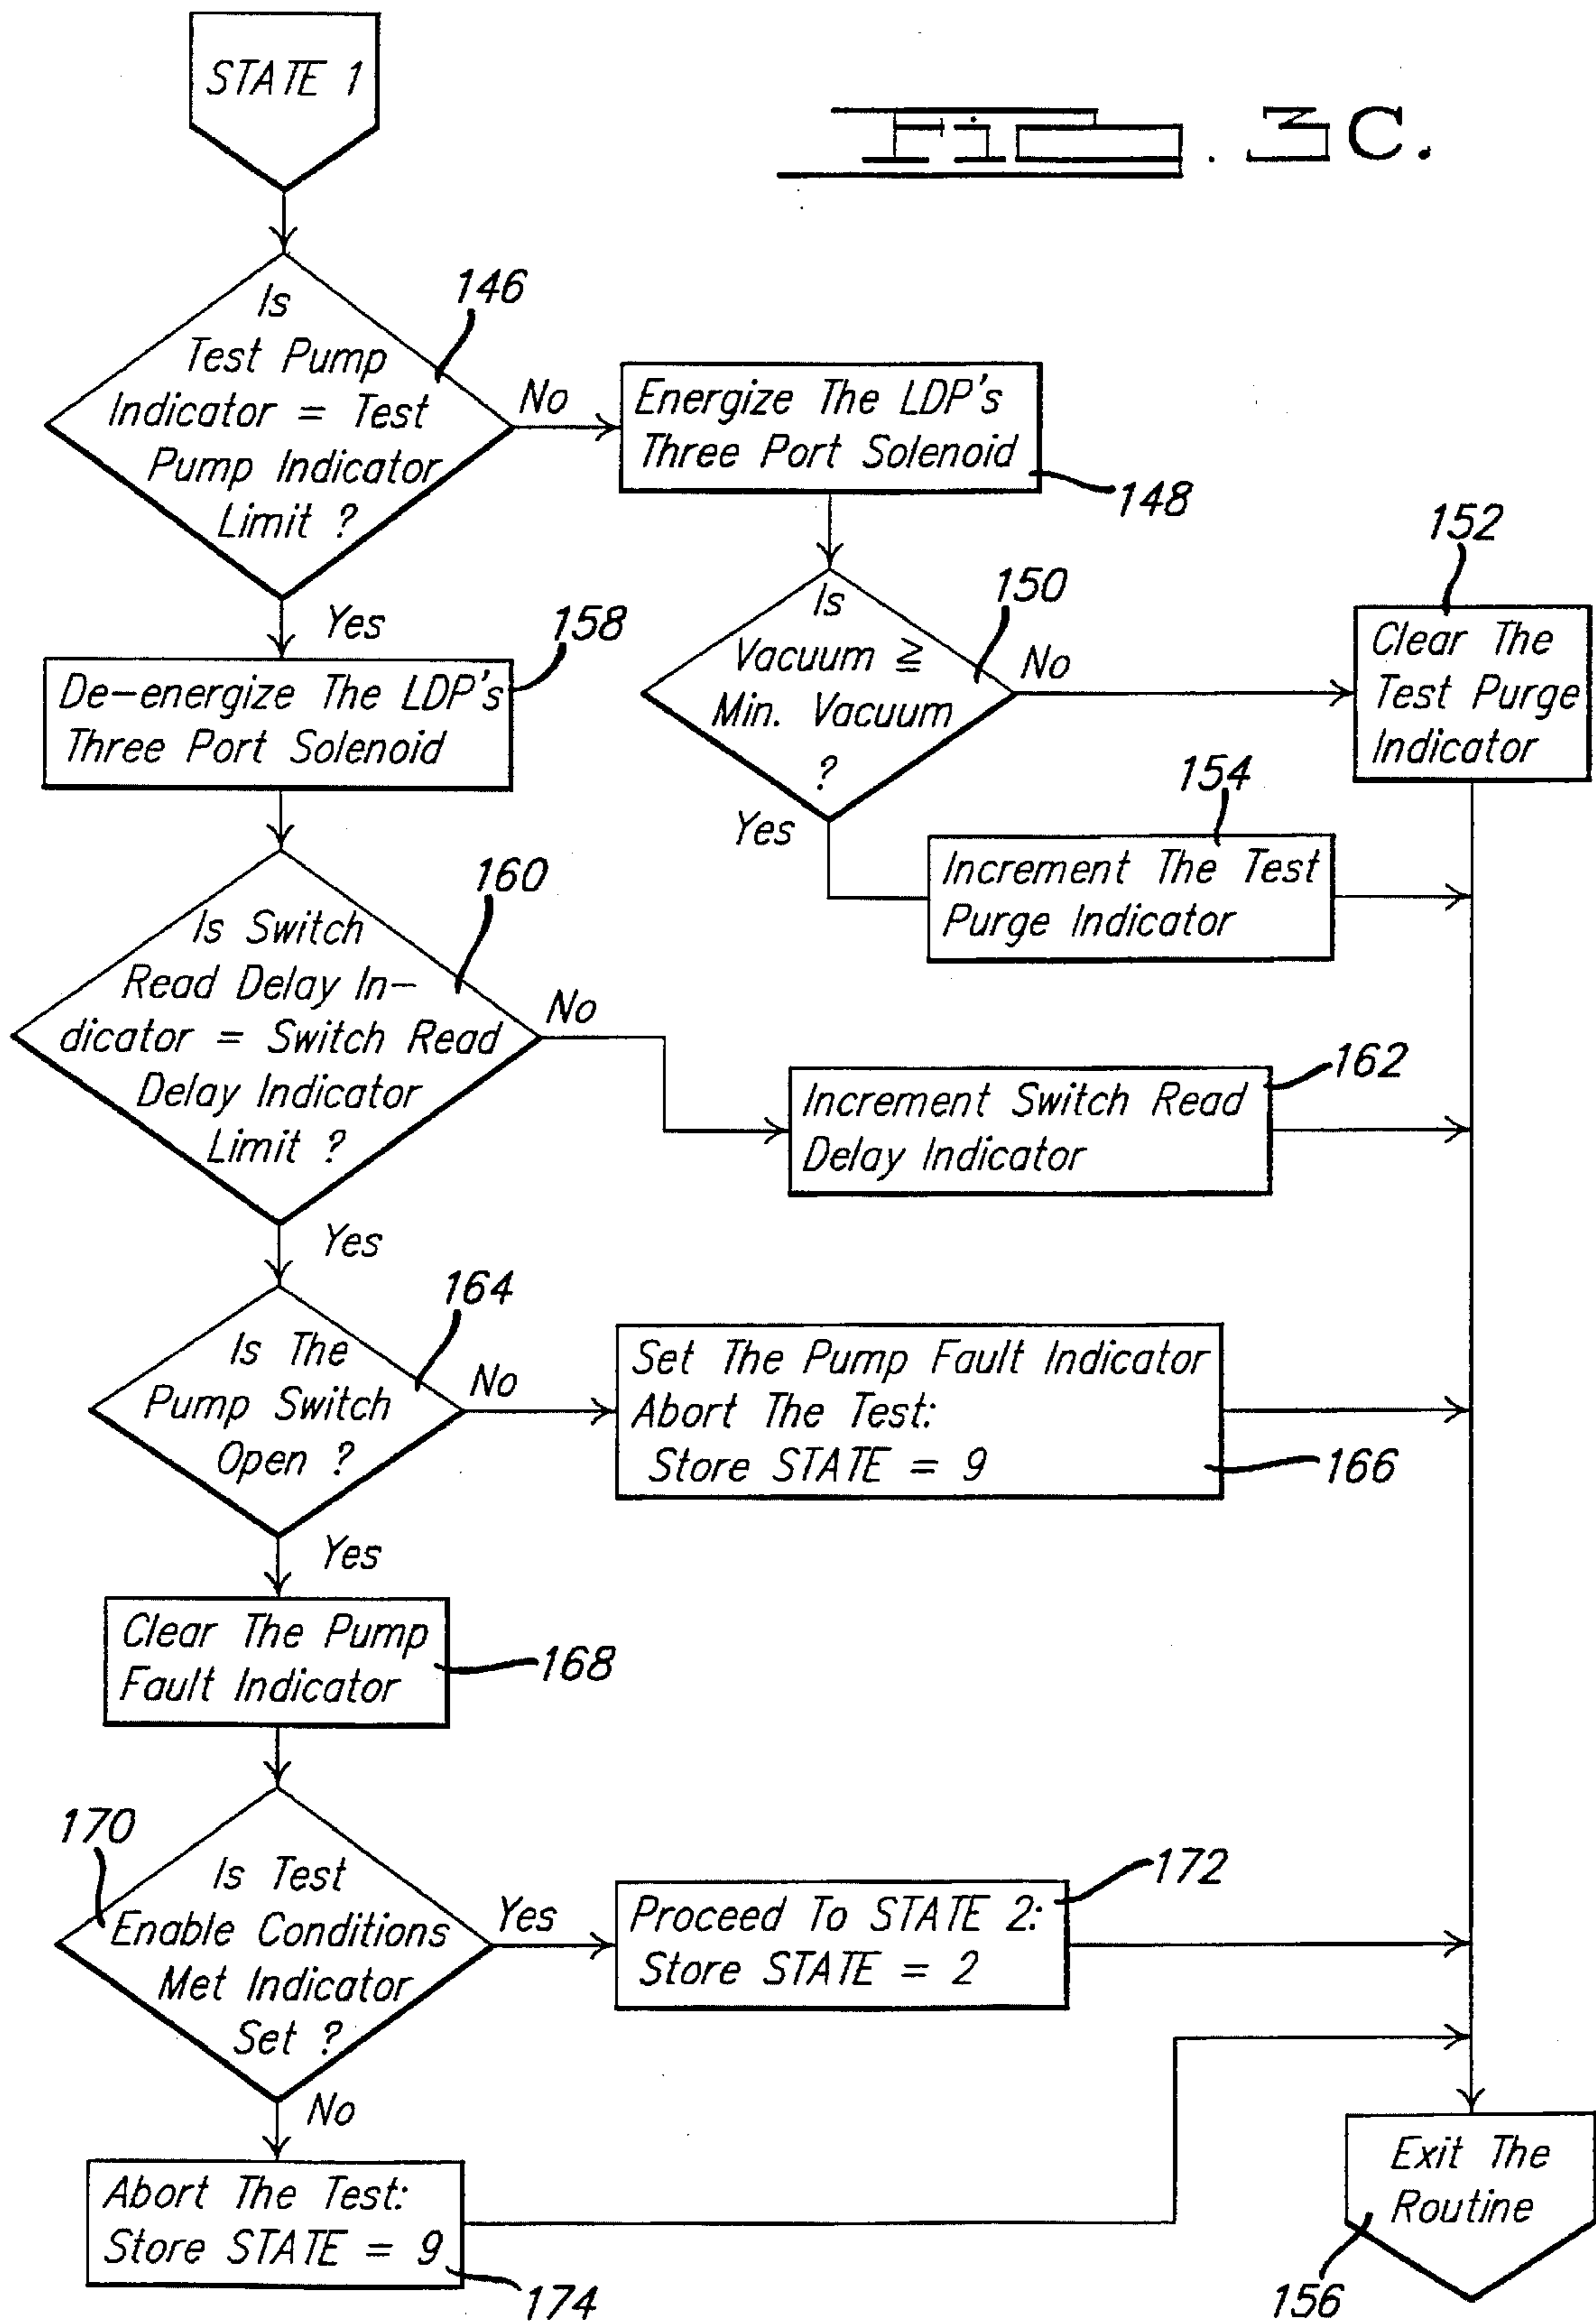 STATE 1
FIG. 3C.
Is
Test Pump
Indicator = Test
Pump Indicator
Limit ?
146
No
Energize The LDP's
Three Port Solenoid
148
Yes
158
De-energize The LDP's
Three Port Solenoid
Is
Vacuum ≧
Min. Vacuum
?
150
No
152
Clear The
Test Purge
Indicator
Yes
154
Increment The Test
Purge Indicator
160
Is Switch
Read Delay In-
dicator = Switch Read
Delay Indicator
Limit ?
No
162
Increment Switch Read
Delay Indicator
Yes
164
Is The
Pump Switch
Open ?
No
Set The Pump Fault Indicator
Abort The Test:
Store STATE = 9
166
Yes
Clear The Pump
Fault Indicator
168
170
Is Test
Enable Conditions
Met Indicator
Set ?
Yes
172
Proceed To STATE 2:
Store STATE = 2
No
Abort The Test:
Store STATE = 9
174
Exit The
Routine
156